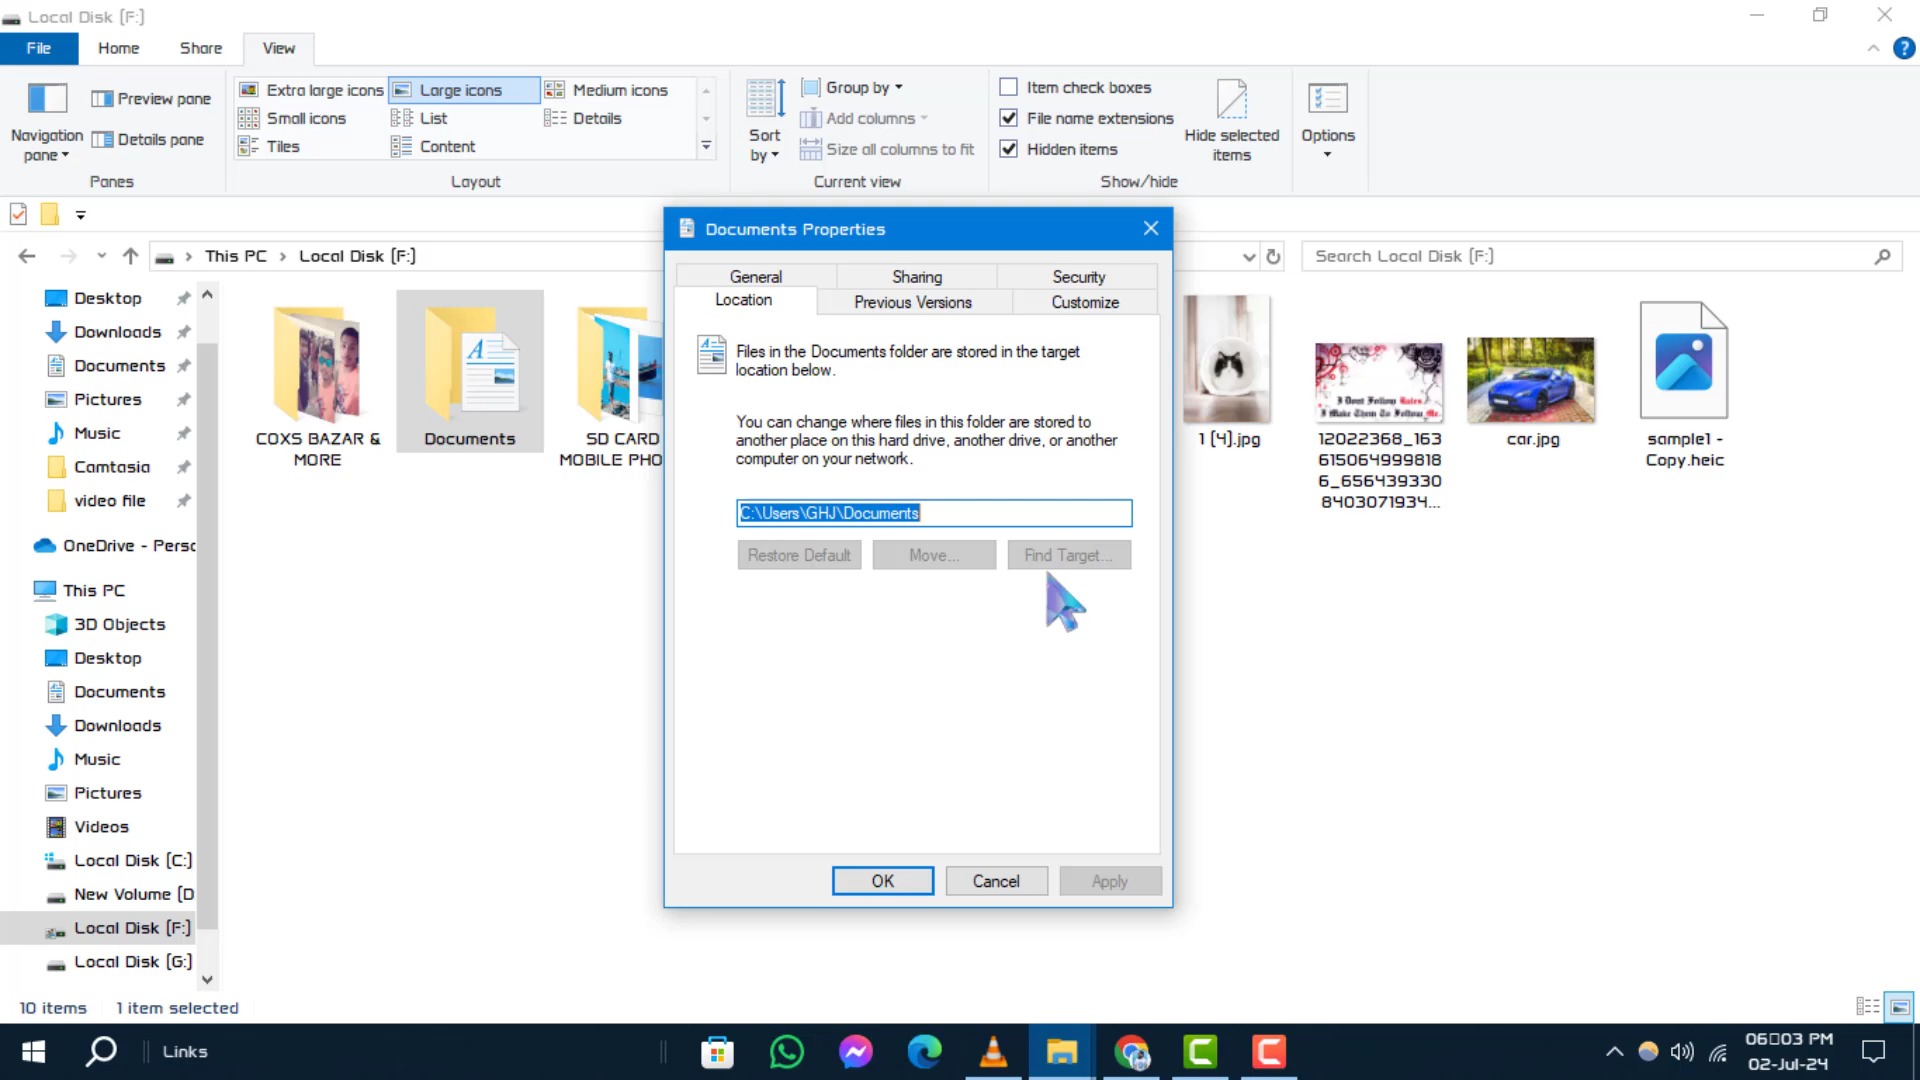 Local Disk [F:]
File
Home
Share
View
Navigation
pane
Preview pane
Details pane
Panes
Extra large icons
Large icons
Medium icons
Small icons
List
Details
Tiles
Content
Layout
Sort
by
Group by
Add columns
Size all columns to fit
Current view
Item check boxes
File name extensions
Hidden items
Hide selected
items
Show/hide
Options
This PC
Local Disk [F:]
Search Local Disk [F:]
Desktop
Downloads
Documents
Pictures
Music
Camtasia
video file
OneDrive - Perso
This PC
3D Objects
Desktop
Documents
Downloads
Music
Pictures
Videos
Local Disk [C:]
New Volume [D
Local Disk [F:]
Local Disk [G:]
COXS BAZAR &
MORE
Documents
SD CARD
MOBILE PHO
1 [4].jpg
I Dont Follow Rules.
I Make Them To Follow Me.
12022368_163
615064999818
6_656439330
8403071934...
car.jpg
sample1 -
Copy.heic
Documents Properties
General
Sharing
Security
Location
Previous Versions
Customize
Files in the Documents folder are stored in the target
location below.
You can change where files in this folder are stored to
another place on this hard drive, another drive, or another
computer on your network.
C:\Users\GHJ\Documents
Restore Default
Move...
Find Target...
OK
Cancel
Apply
10 items
1 item selected
Links
06▯03 PM
02-Jul-24